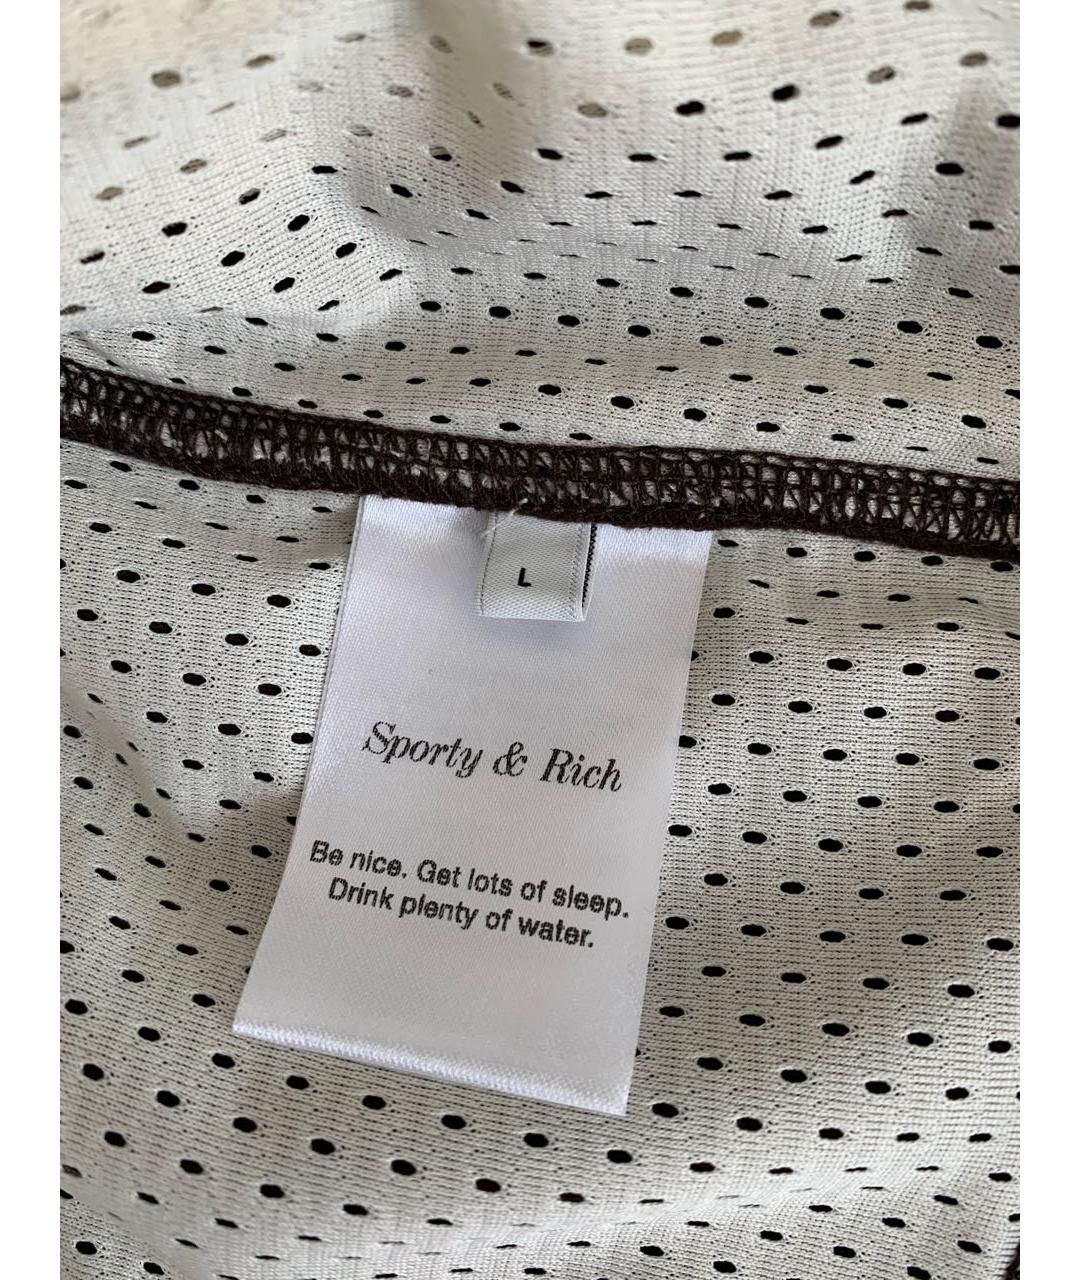 L
Sporty & Rich
Be nice. Get lots of sleep.
Drink plenty of water.